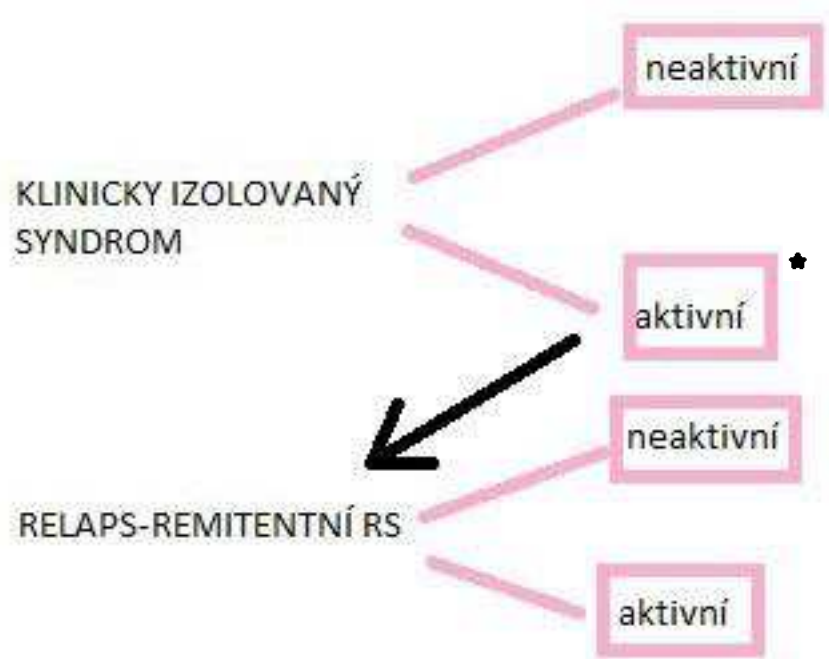 neaktivní
KLINICKY IZOLOVANÝ
SYNDROM
aktivní
neaktivní
RELAPS-REMITENTNÍ RS
aktivní